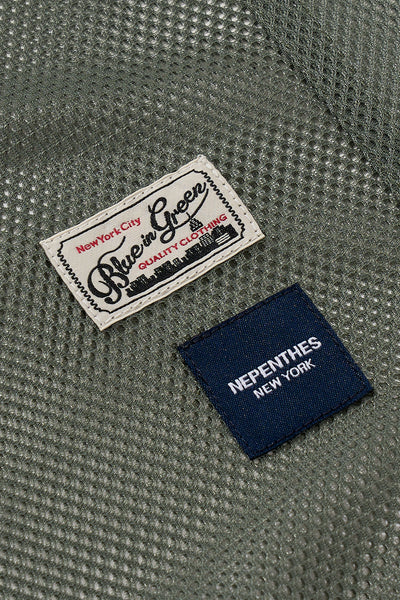 New York City
Blue in Green
QUALITY CLOTHING
NEPENTHES
NEW YORK